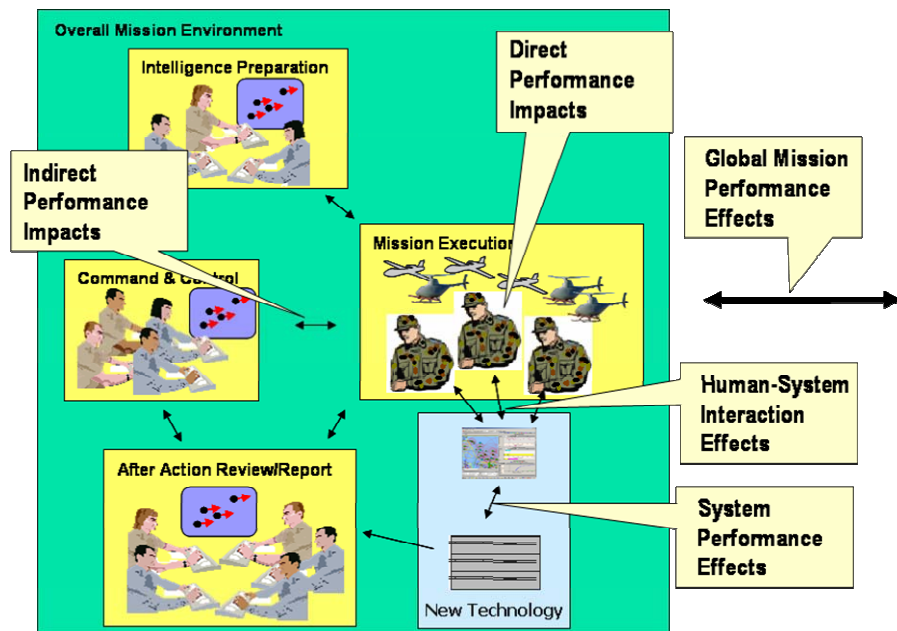 Overall Mission Environment
Intelligence Preparation
Direct
Performance
Impacts
Indirect
Performance
Impacts
Global Mission
Performance
Effects
Mission Execution
Command & Control
Human-System
Interaction
Effects
After Action Review/Report
System
Performance
Effects
New Technology